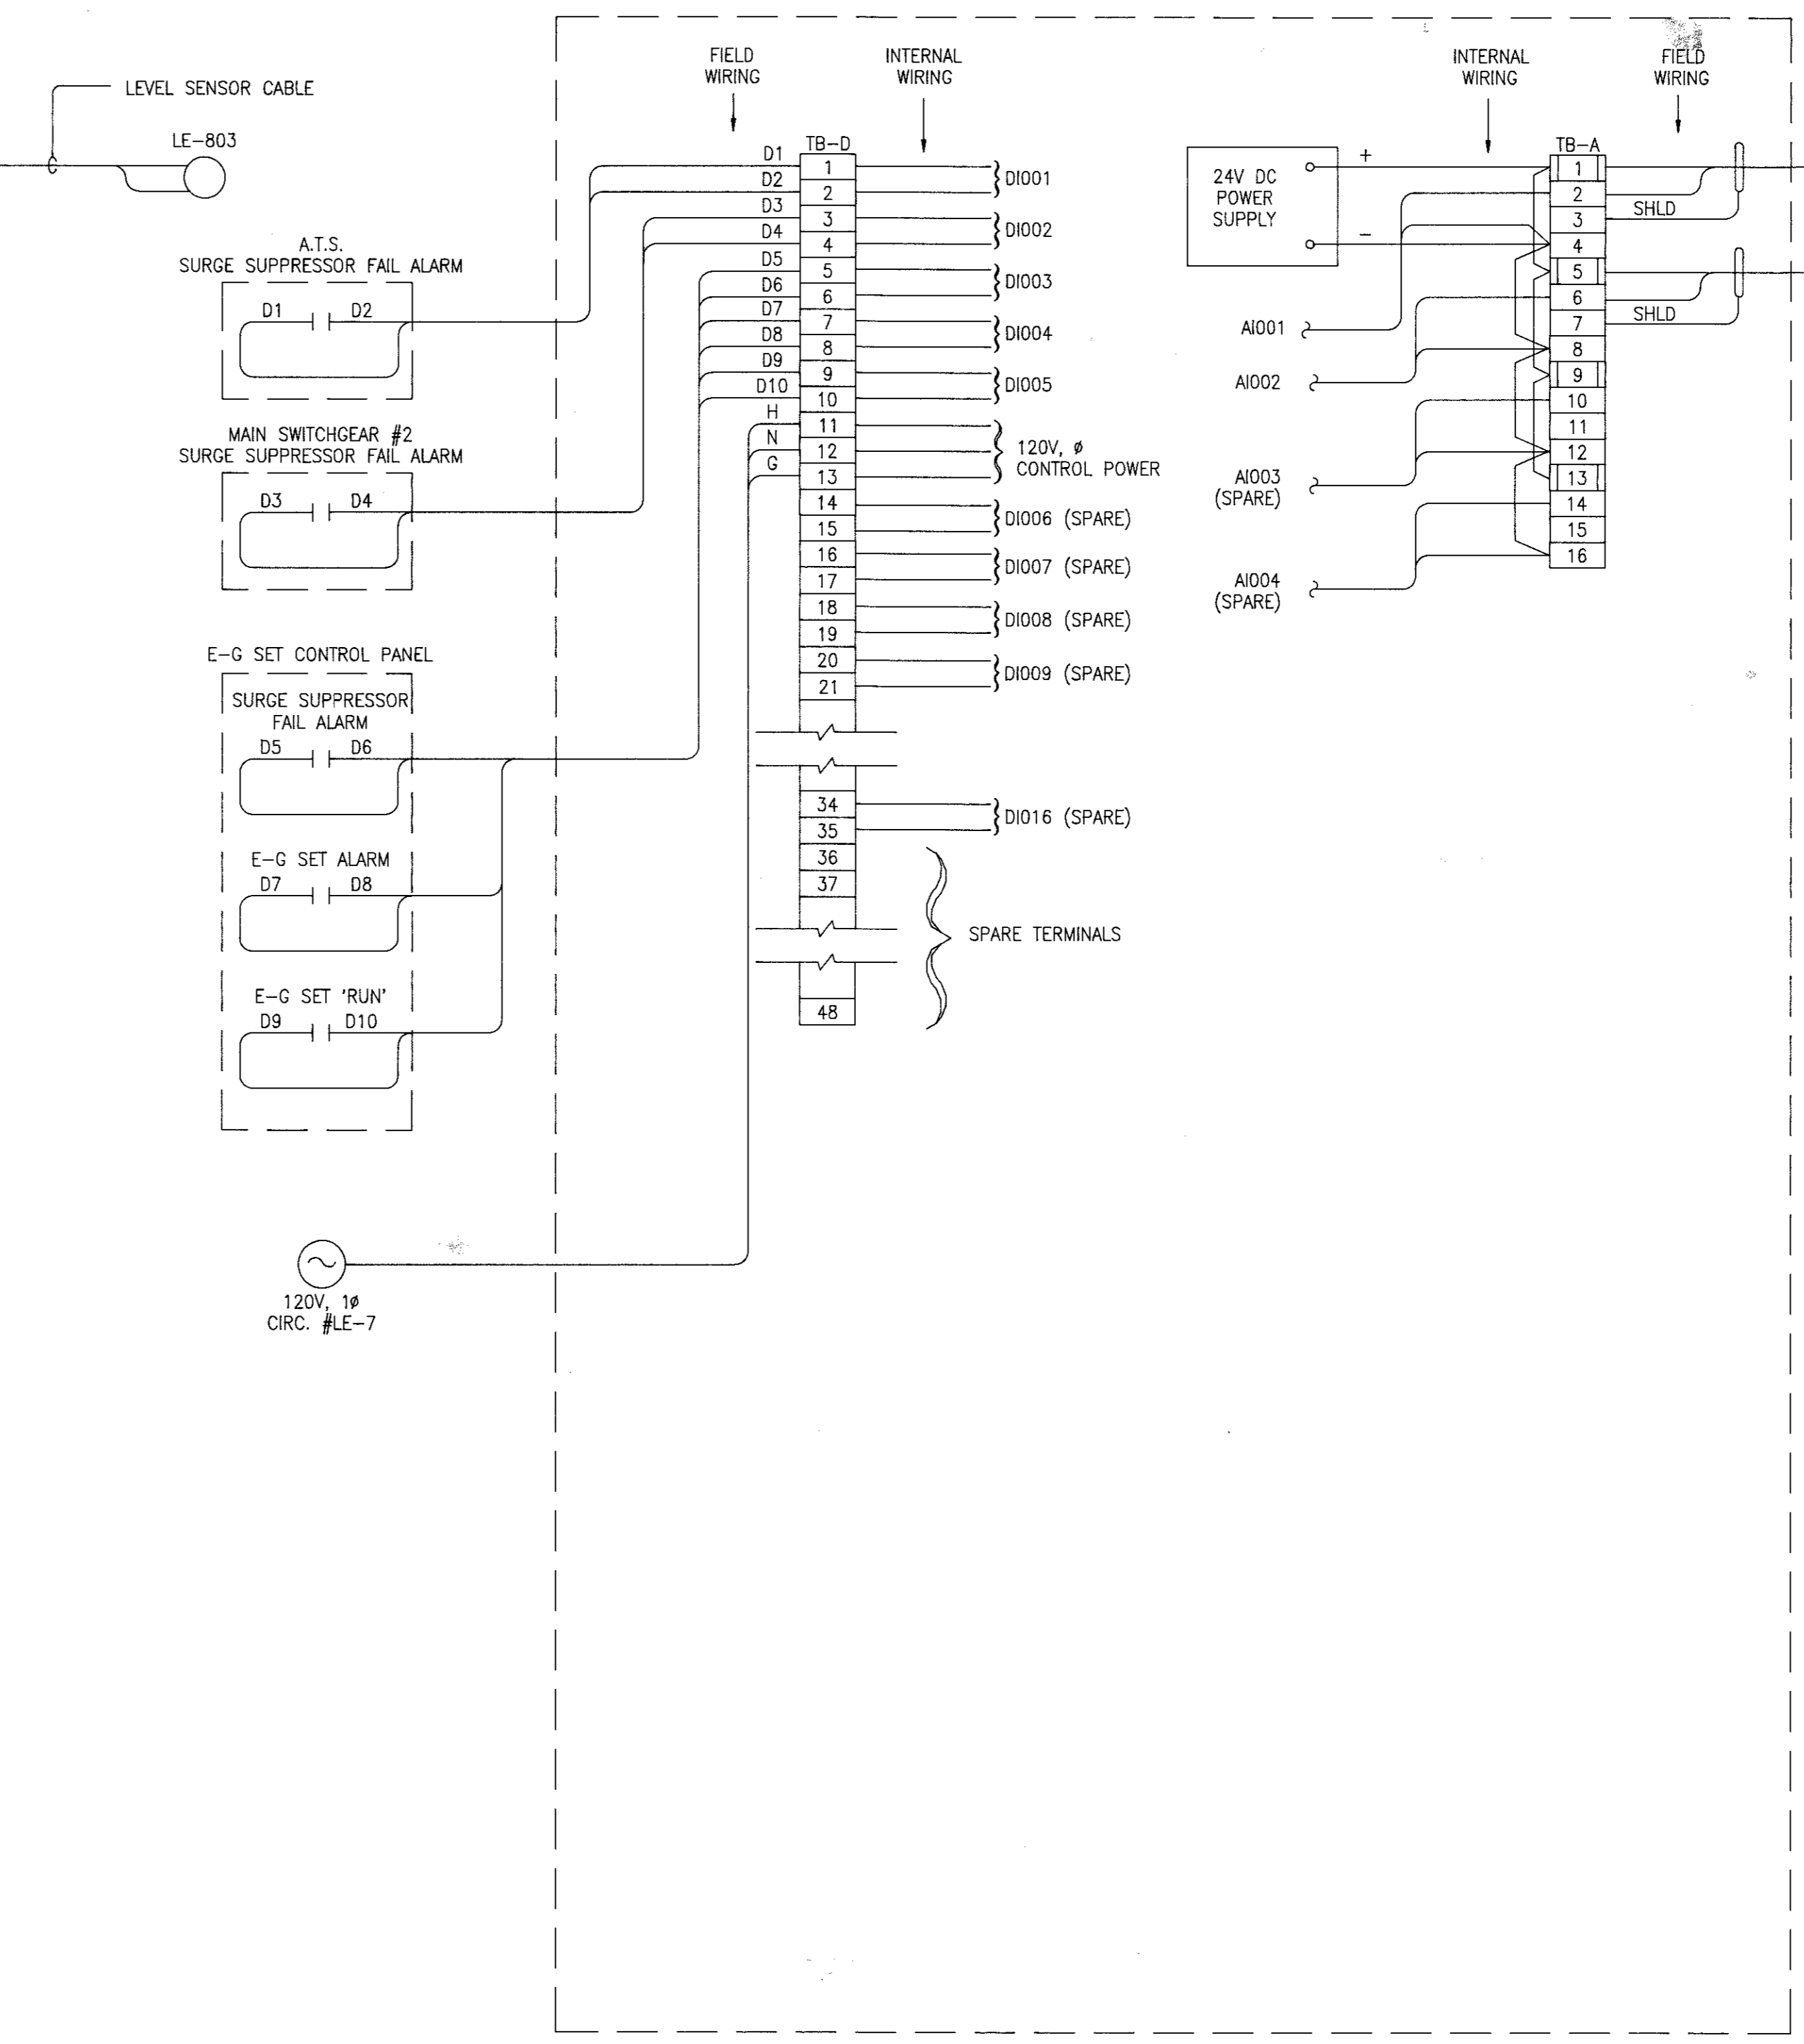 LEVEL SENSOR CABLE
LE-803
A.T.S.
SURGE SUPPRESSOR FAIL ALARM
D1 D2
MAIN SWITCHGEAR #2
SURGE SUPPRESSOR FAIL ALARM
D3 D4
E-G SET CONTROL PANEL
SURGE SUPPRESSOR
FAIL ALARM
D5 D6
E-G SET ALARM
D7 D8
E-G SET 'RUN'
D9 D10
120V, 1ø
CIRC. #LE-7
FIELD
WIRING
INTERNAL
WIRING
TB-D
D1 1
D2 2
DI001
D3 3
D4 4
DI002
D5 5
D6 6
DI003
D7 7
D8 8
DI004
D9 9
D10 10
DI005
H 11
N 12
G 13
120V, ø
CONTROL POWER
14
15
DI006 (SPARE)
16
17
DI007 (SPARE)
18
19
DI008 (SPARE)
20
21
DI009 (SPARE)
34
35
DI016 (SPARE)
36
37
SPARE TERMINALS
48
INTERNAL
WIRING
FIELD
WIRING
24V DC
POWER
SUPPLY
+
-
AI001
AI002
AI003
(SPARE)
AI004
(SPARE)
TB-A
1
2
3 SHLD
4
5
6
7 SHLD
8
9
10
11
12
13
14
15
16